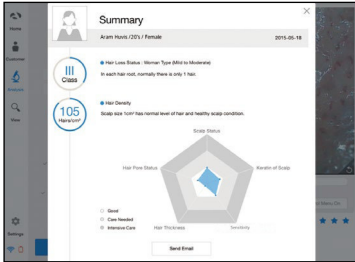 Summary
Aram Huvis /20's / Female
2015-05-18
Home
Customer
Analysis
View
Settings
III
Class
Hair Loss Status : Woman Type (Mild to Moderate)
In each hair root, normally there is only 1 hair.
105
Hairs/cm²
Hair Density
Scalp size 1cm² has normal level of hair and healthy scalp condition.
Scalp Status
Hair Pore Status
Keratin of Scalp
Hair Thickness
Sensitivity
Good
Care Needed
Intensive Care
Send Email